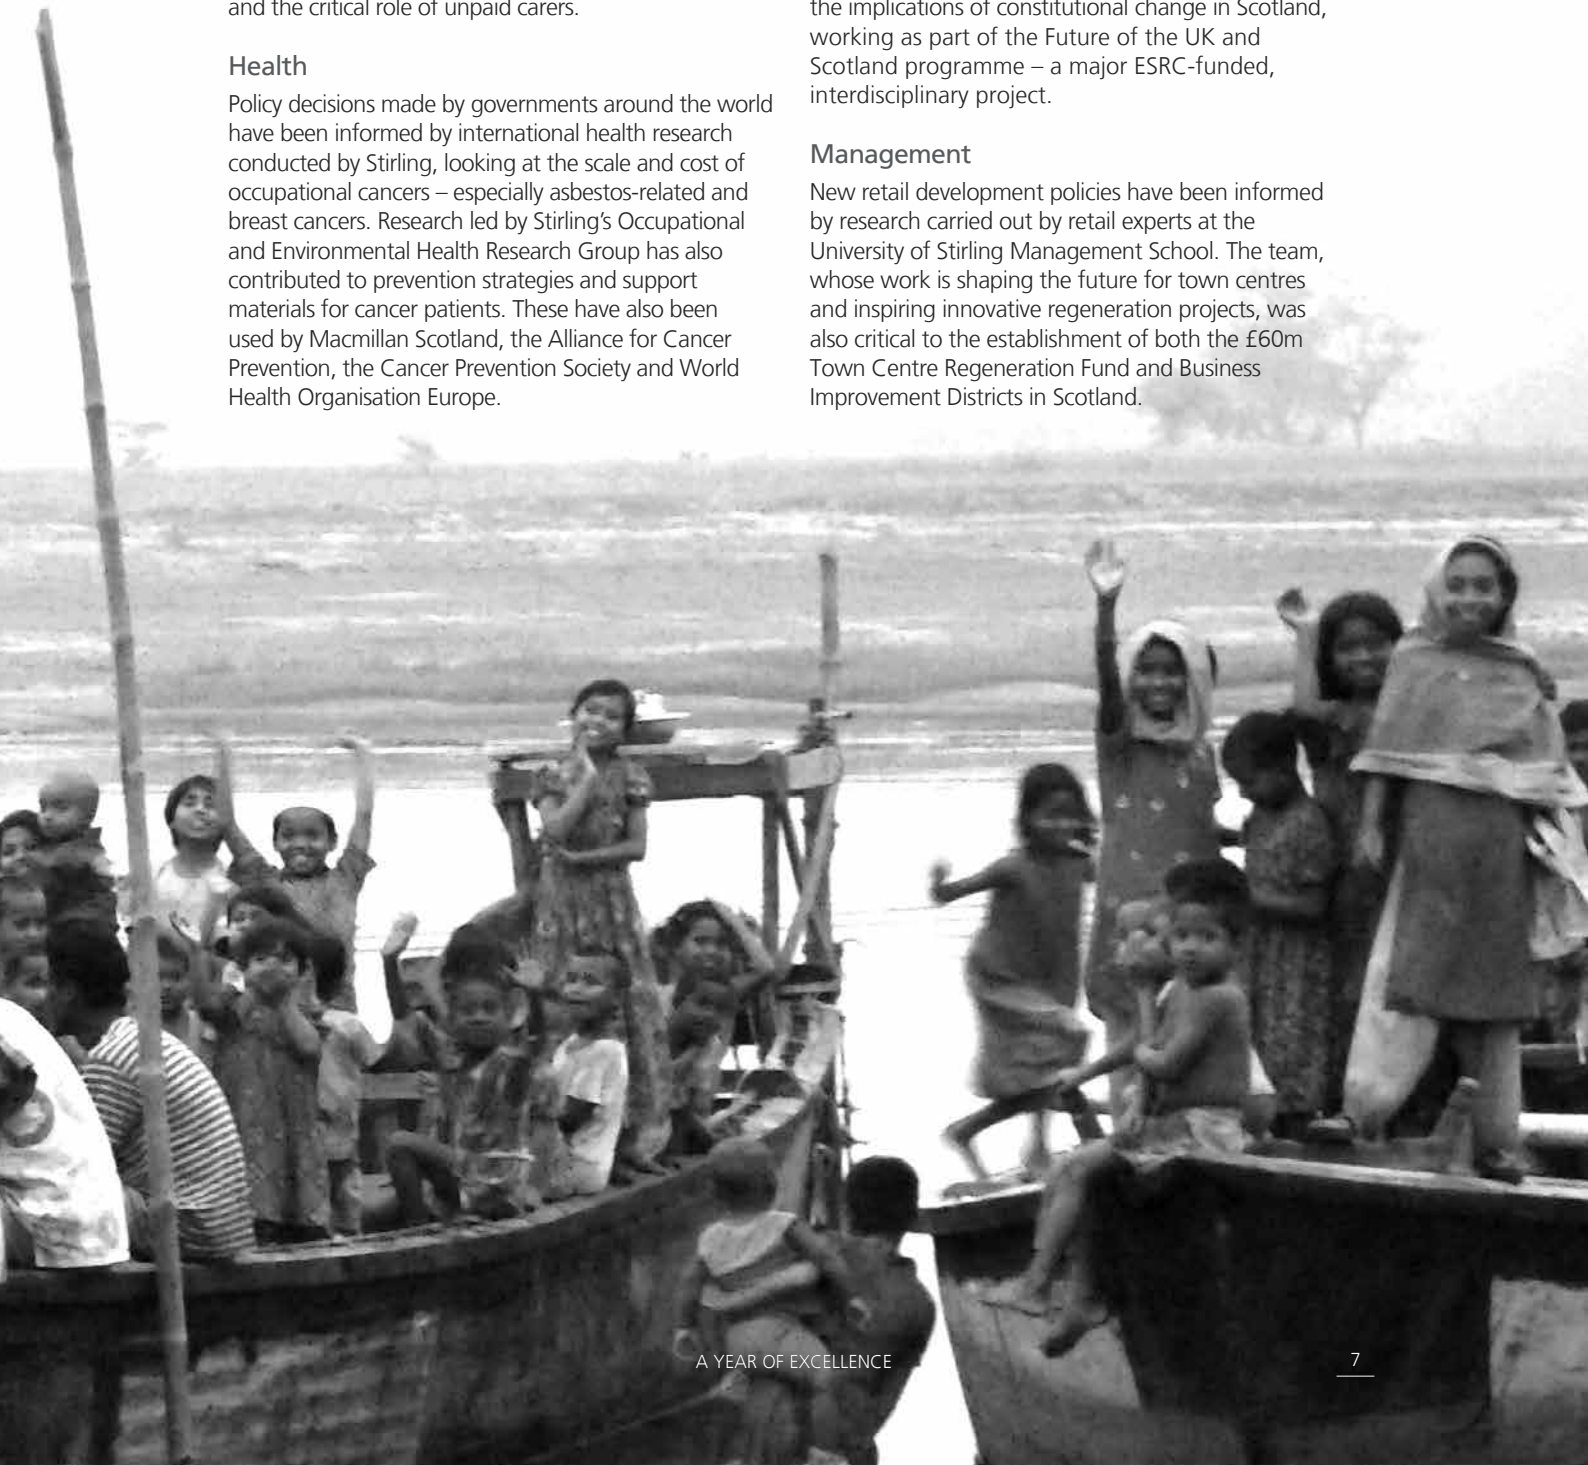 and the critical role of unpaid carers.
Health
Policy decisions made by governments around the world
have been informed by international health research
conducted by Stirling, looking at the scale and cost of
occupational cancers – especially asbestos-related and
breast cancers. Research led by Stirling’s Occupational
and Environmental Health Research Group has also
contributed to prevention strategies and support
materials for cancer patients. These have also been
used by Macmillan Scotland, the Alliance for Cancer
Prevention, the Cancer Prevention Society and World
Health Organisation Europe.
the implications of constitutional change in Scotland,
working as part of the Future of the UK and
Scotland programme – a major ESRC-funded,
interdisciplinary project.
Management
New retail development policies have been informed
by research carried out by retail experts at the
University of Stirling Management School. The team,
whose work is shaping the future for town centres
and inspiring innovative regeneration projects, was
also critical to the establishment of both the £60m
Town Centre Regeneration Fund and Business
Improvement Districts in Scotland.
A YEAR OF EXCELLENCE
7